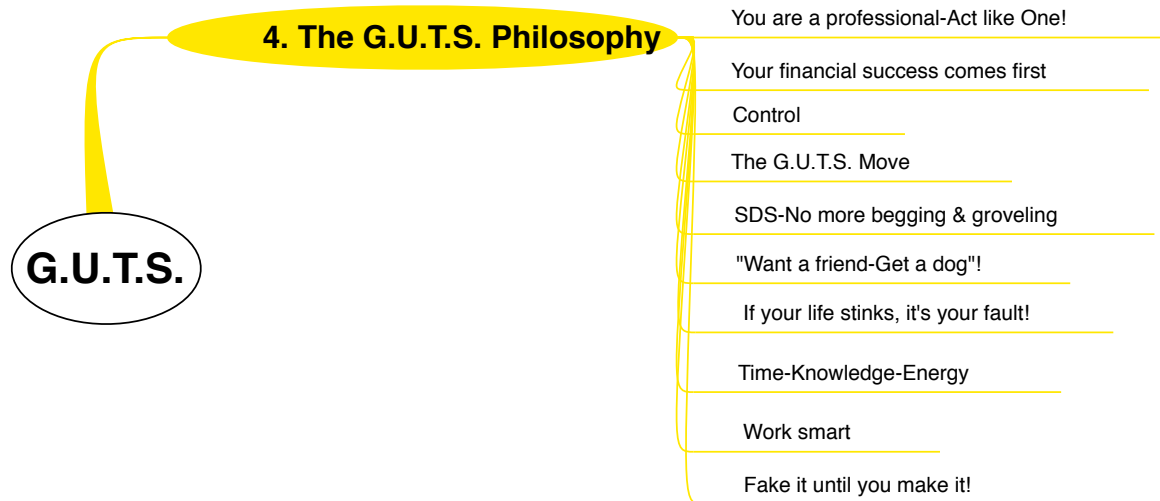 4. The G.U.T.S. Philosophy
G.U.T.S.
You are a professional-Act like One!
Your financial success comes first
Control
The G.U.T.S. Move
SDS-No more begging & groveling
"Want a friend-Get a dog"!
If your life stinks, it's your fault!
Time-Knowledge-Energy
Work smart
Fake it until you make it!